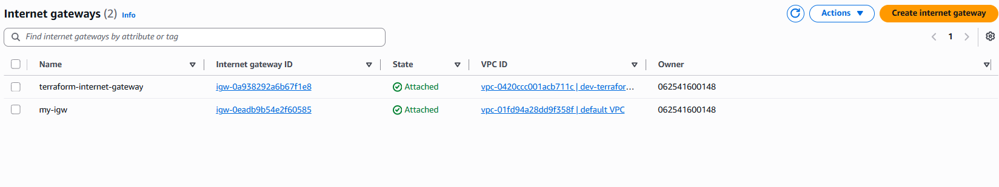 Internet gateways (2) Info Actions Create internet gateway
Find internet gateways by attribute or tag 1
Name Internet gateway ID State VPC ID Owner
terraform-internet-gateway igw-0a938292a6b67f1e8 Attached vpc-0420ccc001acb711c | dev-terrafor... 062541600148
my-igw igw-0eadb9b54e2f60585 Attached vpc-01fd94a28dd9f358f | default VPC 062541600148